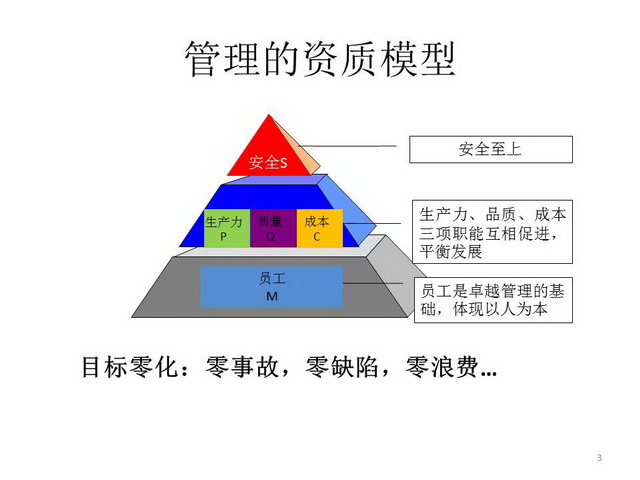 管理的资质模型
安全S
安全至上
生产力
P
质量
Q
成本
C
生产力、品质、成本
三项职能互相促进，
平衡发展
员工
M
员工是卓越管理的基
础，体现以人为本
目标零化：零事故，零缺陷，零浪费...
3